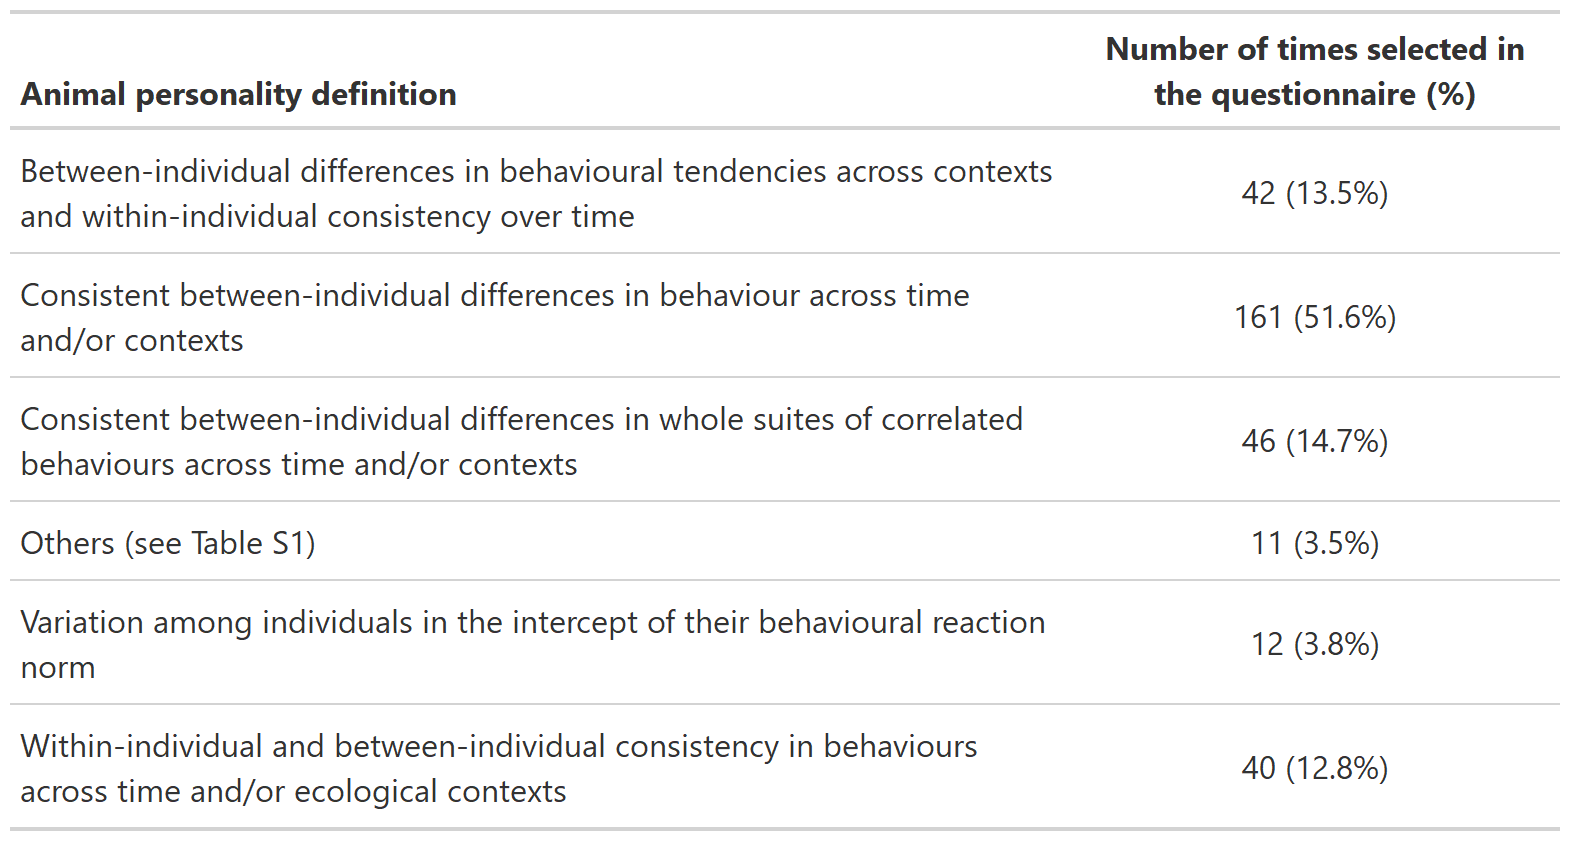 Number of times selected in
Animal personality definition
the questionnaire (%)
Between-individual differences in behavioural tendencies across contexts
and within-individual consistency over time
42 (13.5%)
Consistent between-individual differences in behaviour across time
and/or contexts
161 (51.6%)
Consistent between-individual differences in whole suites of correlated
behaviours across time and/or contexts
46 (14.7%)
Others (see Table S1)
11 (3.5%)
Variation among individuals in the intercept of their behavioural reaction
norm
12 (3.8%)
Within-individual and between-individual consistency in behaviours
across time and/or ecological contexts
40 (12.8%)